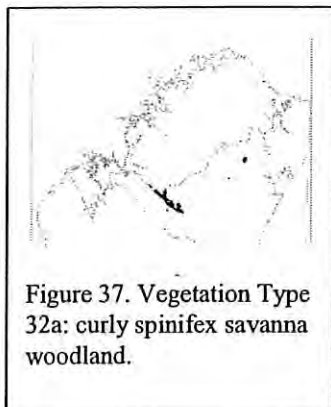 Figure 37. Vegetation Type
32a: curly spinifex savanna
woodland.